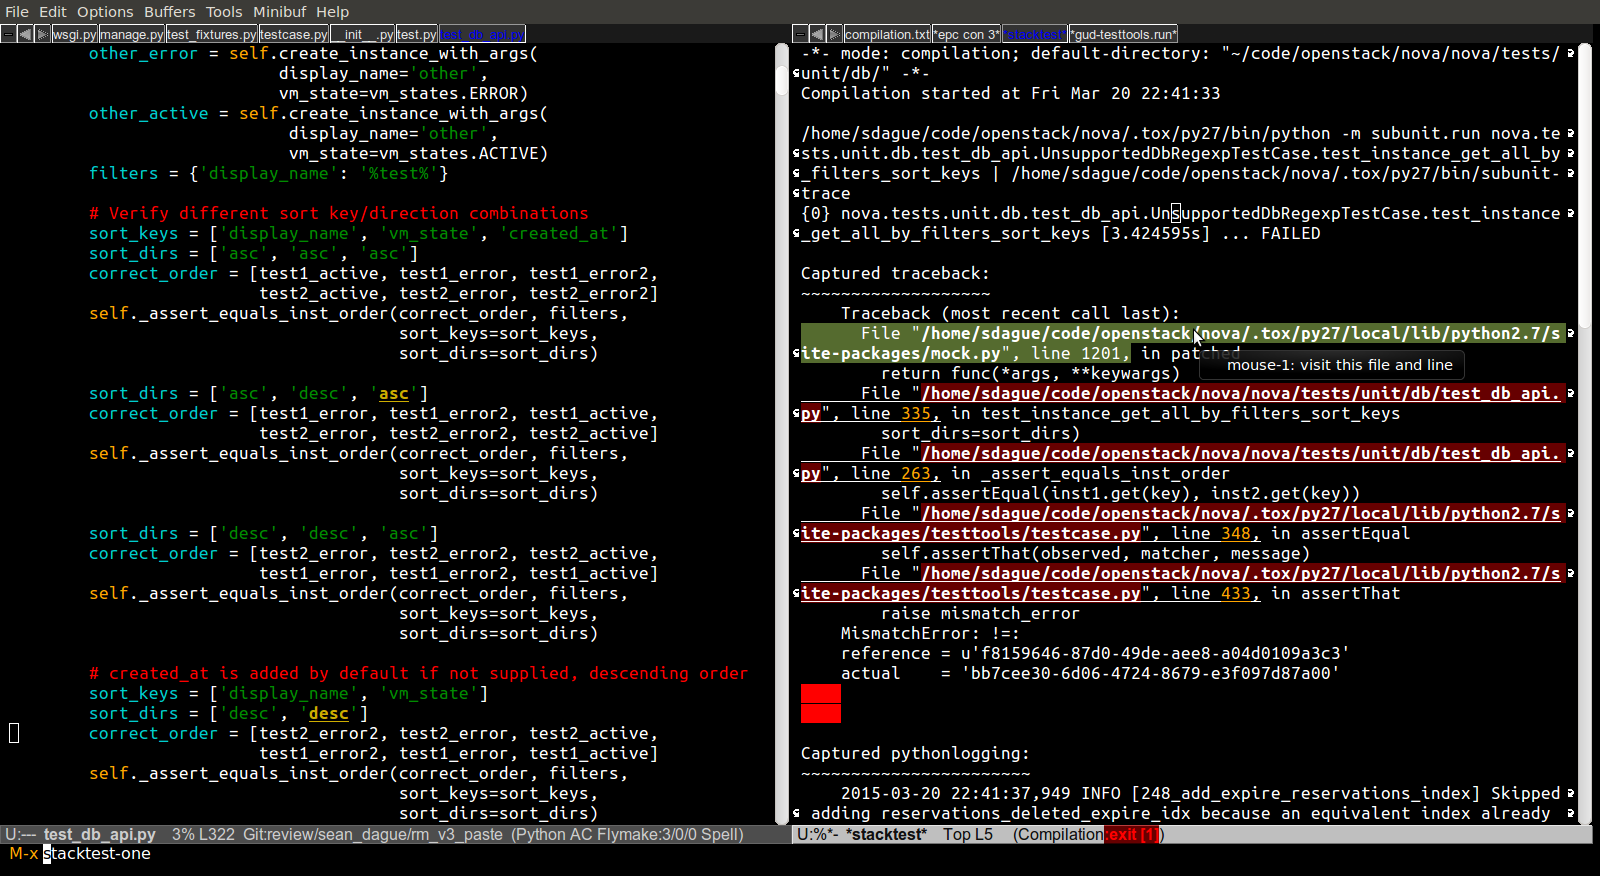 File Edit Options Buffers Tools Minibuf Help
wsgi.py manage.py test_fixtures.py testcase.py __init__.py test.py test_db_api.py
other_error = self.create_instance_with_args(
display_name='other',
vm_state=vm_states.ERROR)
other_active = self.create_instance_with_args(
display_name='other',
vm_state=vm_states.ACTIVE)
filters = {'display_name': '%test%'}
# Verify different sort key/direction combinations
sort_keys = ['display_name', 'vm_state', 'created_at']
sort_dirs = ['asc', 'asc', 'asc']
correct_order = [test1_active, test1_error, test1_error2,
test2_active, test2_error, test2_error2]
self._assert_equals_inst_order(correct_order, filters,
sort_keys=sort_keys,
sort_dirs=sort_dirs)
sort_dirs = ['asc', 'desc', 'asc']
correct_order = [test1_error, test1_error2, test1_active,
test2_error, test2_error2, test2_active]
self._assert_equals_inst_order(correct_order, filters,
sort_keys=sort_keys,
sort_dirs=sort_dirs)
sort_dirs = ['desc', 'desc', 'asc']
correct_order = [test2_error, test2_error2, test2_active,
test1_error, test1_error2, test1_active]
self._assert_equals_inst_order(correct_order, filters,
sort_keys=sort_keys,
sort_dirs=sort_dirs)
# created_at is added by default if not supplied, descending order
sort_keys = ['display_name', 'vm_state']
sort_dirs = ['desc', 'desc']
correct_order = [test2_error2, test2_error, test2_active,
test1_error2, test1_error, test1_active]
self._assert_equals_inst_order(correct_order, filters,
sort_keys=sort_keys,
sort_dirs=sort_dirs)
U:--- test_db_api.py 3% L322 Git:review/sean_dague/rm_v3_paste (Python AC Flymake:3/0/0 Spell)
compilation.txt *epc con 3* *stacktest* *gud-testtools.run*
-*- mode: compilation; default-directory: "~/code/openstack/nova/nova/tests/
unit/db/" -*-
Compilation started at Fri Mar 20 22:41:33
/home/sdague/code/openstack/nova/.tox/py27/bin/python -m subunit.run nova.te
sts.unit.db.test_db_api.UnsupportedDbRegexpTestCase.test_instance_get_all_by
_filters_sort_keys | /home/sdague/code/openstack/nova/.tox/py27/bin/subunit-
trace
{0} nova.tests.unit.db.test_db_api.UnsupportedDbRegexpTestCase.test_instance
_get_all_by_filters_sort_keys [3.424595s] ... FAILED
Captured traceback:
~~~~~~~~~~~~~~~~~~~
Traceback (most recent call last):
File "/home/sdague/code/openstack/nova/.tox/py27/local/lib/python2.7/s
ite-packages/mock.py", line 1201, in patched
mouse-1: visit this file and line
return func(*args, **keywargs)
File "/home/sdague/code/openstack/nova/nova/tests/unit/db/test_db_api.
py", line 335, in test_instance_get_all_by_filters_sort_keys
sort_dirs=sort_dirs)
File "/home/sdague/code/openstack/nova/nova/tests/unit/db/test_db_api.
py", line 263, in _assert_equals_inst_order
self.assertEqual(inst1.get(key), inst2.get(key))
File "/home/sdague/code/openstack/nova/.tox/py27/local/lib/python2.7/s
ite-packages/testtools/testcase.py", line 348, in assertEqual
self.assertThat(observed, matcher, message)
File "/home/sdague/code/openstack/nova/.tox/py27/local/lib/python2.7/s
ite-packages/testtools/testcase.py", line 433, in assertThat
raise mismatch_error
MismatchError: !=:
reference = u'f8159646-87d0-49de-aee8-a04d0109a3c3'
actual    = 'bb7cee30-6d06-4724-8679-e3f097d87a00'
Captured pythonlogging:
~~~~~~~~~~~~~~~~~~~~~~~
2015-03-20 22:41:37,949 INFO [248_add_expire_reservations_index] Skipped
adding reservations_deleted_expire_idx because an equivalent index already
U:%*- *stacktest* Top L5 (Compilation:exit [1])
M-x stacktest-one